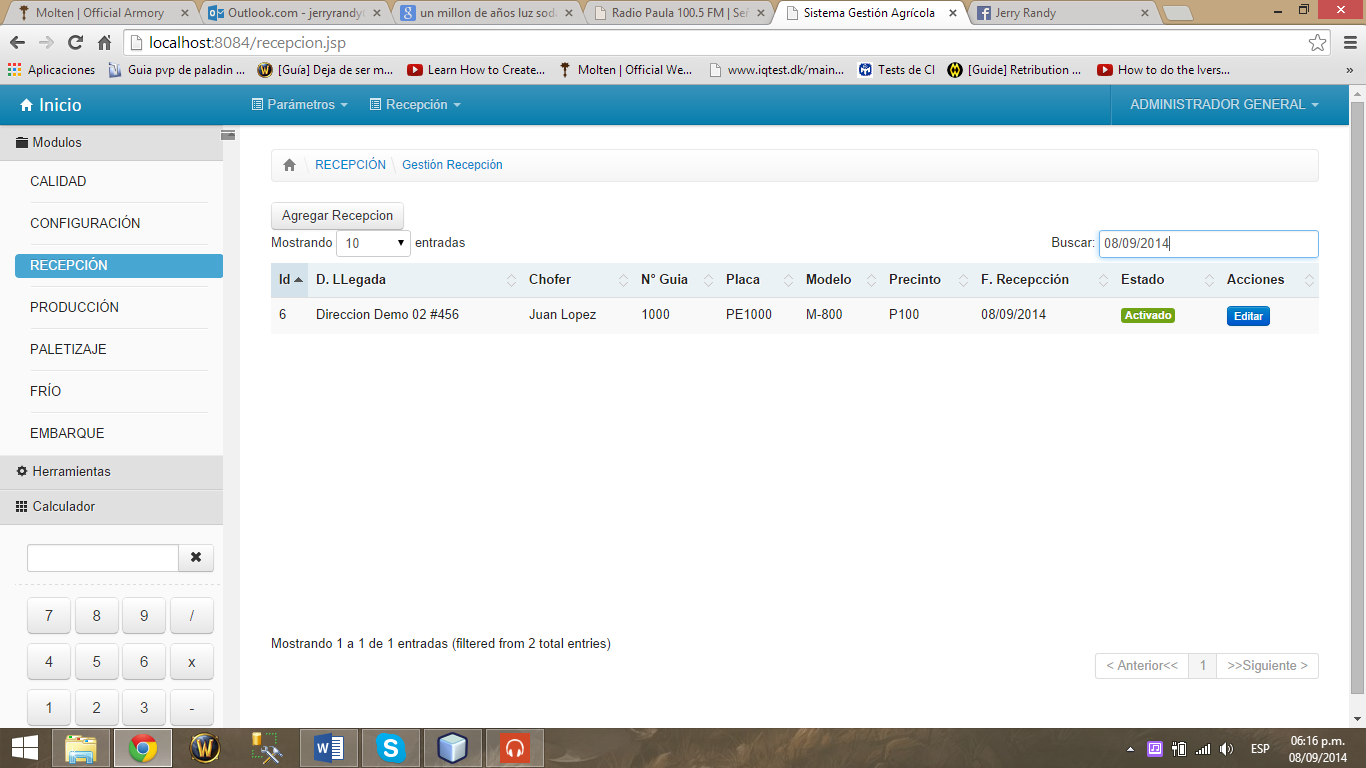 Molten | Official Armory
Outlook.com - jerryrandyt
un millon de años luz sod
Radio Paula 100.5 FM | Señ
Sistema Gestión Agrícola
Jerry Randy
localhost:8084/recepcion.jsp
Aplicaciones
Guia pvp de paladin ...
[Guía] Deja de ser m...
Learn How to Create...
Molten | Official We...
www.iqtest.dk/main...
Tests de CI
[Guide] Retribution ...
How to do the Ivers...
»
Inicio
Parámetros
Recepción
ADMINISTRADOR GENERAL
Modulos
CALIDAD
CONFIGURACIÓN
RECEPCIÓN
PRODUCCIÓN
PALETIZAJE
FRÍO
EMBARQUE
Herramientas
Calculador
7 8 9 /
4 5 6 x
1 2 3 -
RECEPCIÓN \ Gestión Recepción
Agregar Recepcion
Mostrando 10 entradas
Buscar: 08/09/2014
Id D. LLegada Chofer N° Guia Placa Modelo Precinto F. Recepcción Estado Acciones
6 Direccion Demo 02 #456 Juan Lopez 1000 PE1000 M-800 P100 08/09/2014 Activado Editar
Mostrando 1 a 1 de 1 entradas (filtered from 2 total entries)
< Anterior<< 1 >>Siguiente >
ESP
06:16 p.m.
08/09/2014